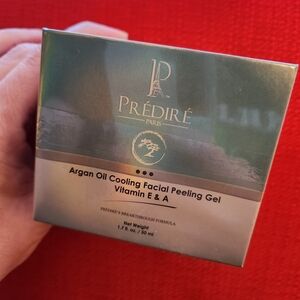 PRÉDIRÉ
PARIS
Argan Oil Cooling Facial Peeling Gel
Vitamin E & A
PREDIRE'S BREAKTHROUGH FORMULA
Net Weight
1.7 fl. oz. / 50 ml